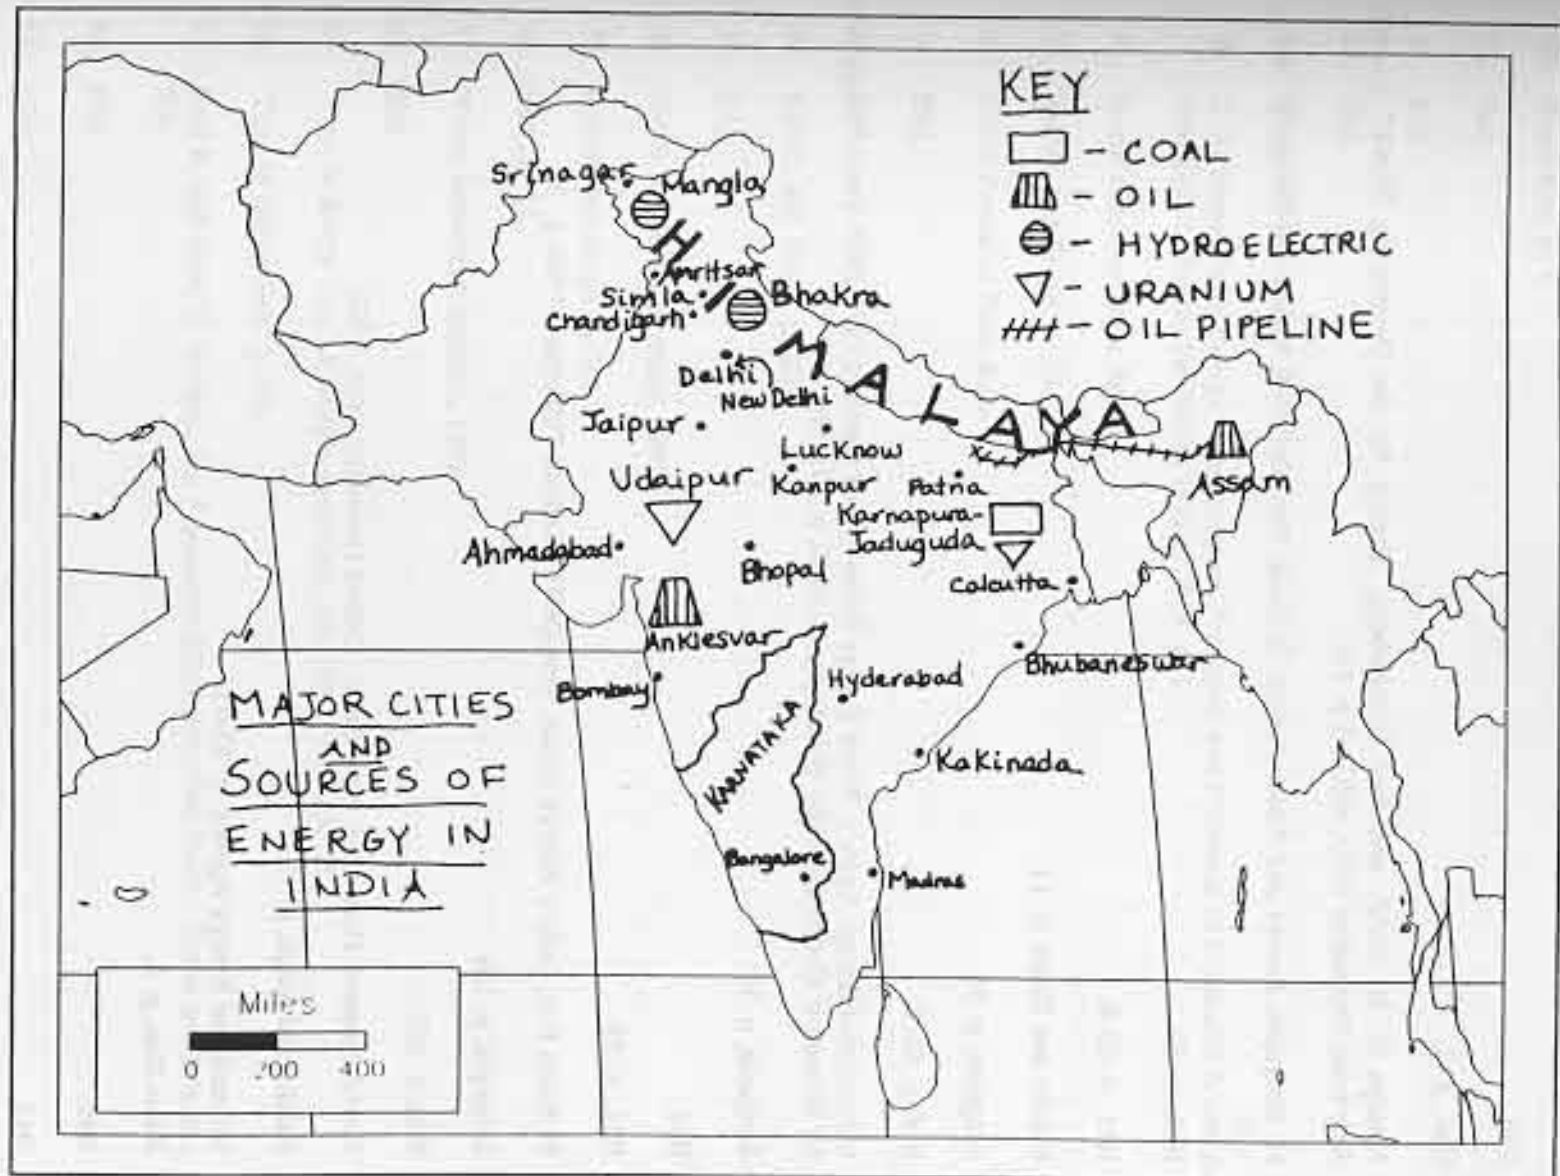 KEY
- COAL
- OIL
- HYDROELECTRIC
- URANIUM
- OIL PIPELINE
Srinagar
Mangla
HIMALAYA
Amritsar
Simla
Chandigarh
Bhakra
Delhi
New Delhi
Jaipur
Lucknow
Udaipur
Kanpur
Patna
Assam
Karnapura-
Jaduguda
Ahmadabad
Bhopal
Calcutta
Anklesvar
Bhubaneswar
Bombay
Hyderabad
KARNATAKA
Kakinada
Bangalore
Madras
MAJOR CITIES
AND
SOURCES OF
ENERGY IN
INDIA
Miles
0 200 400